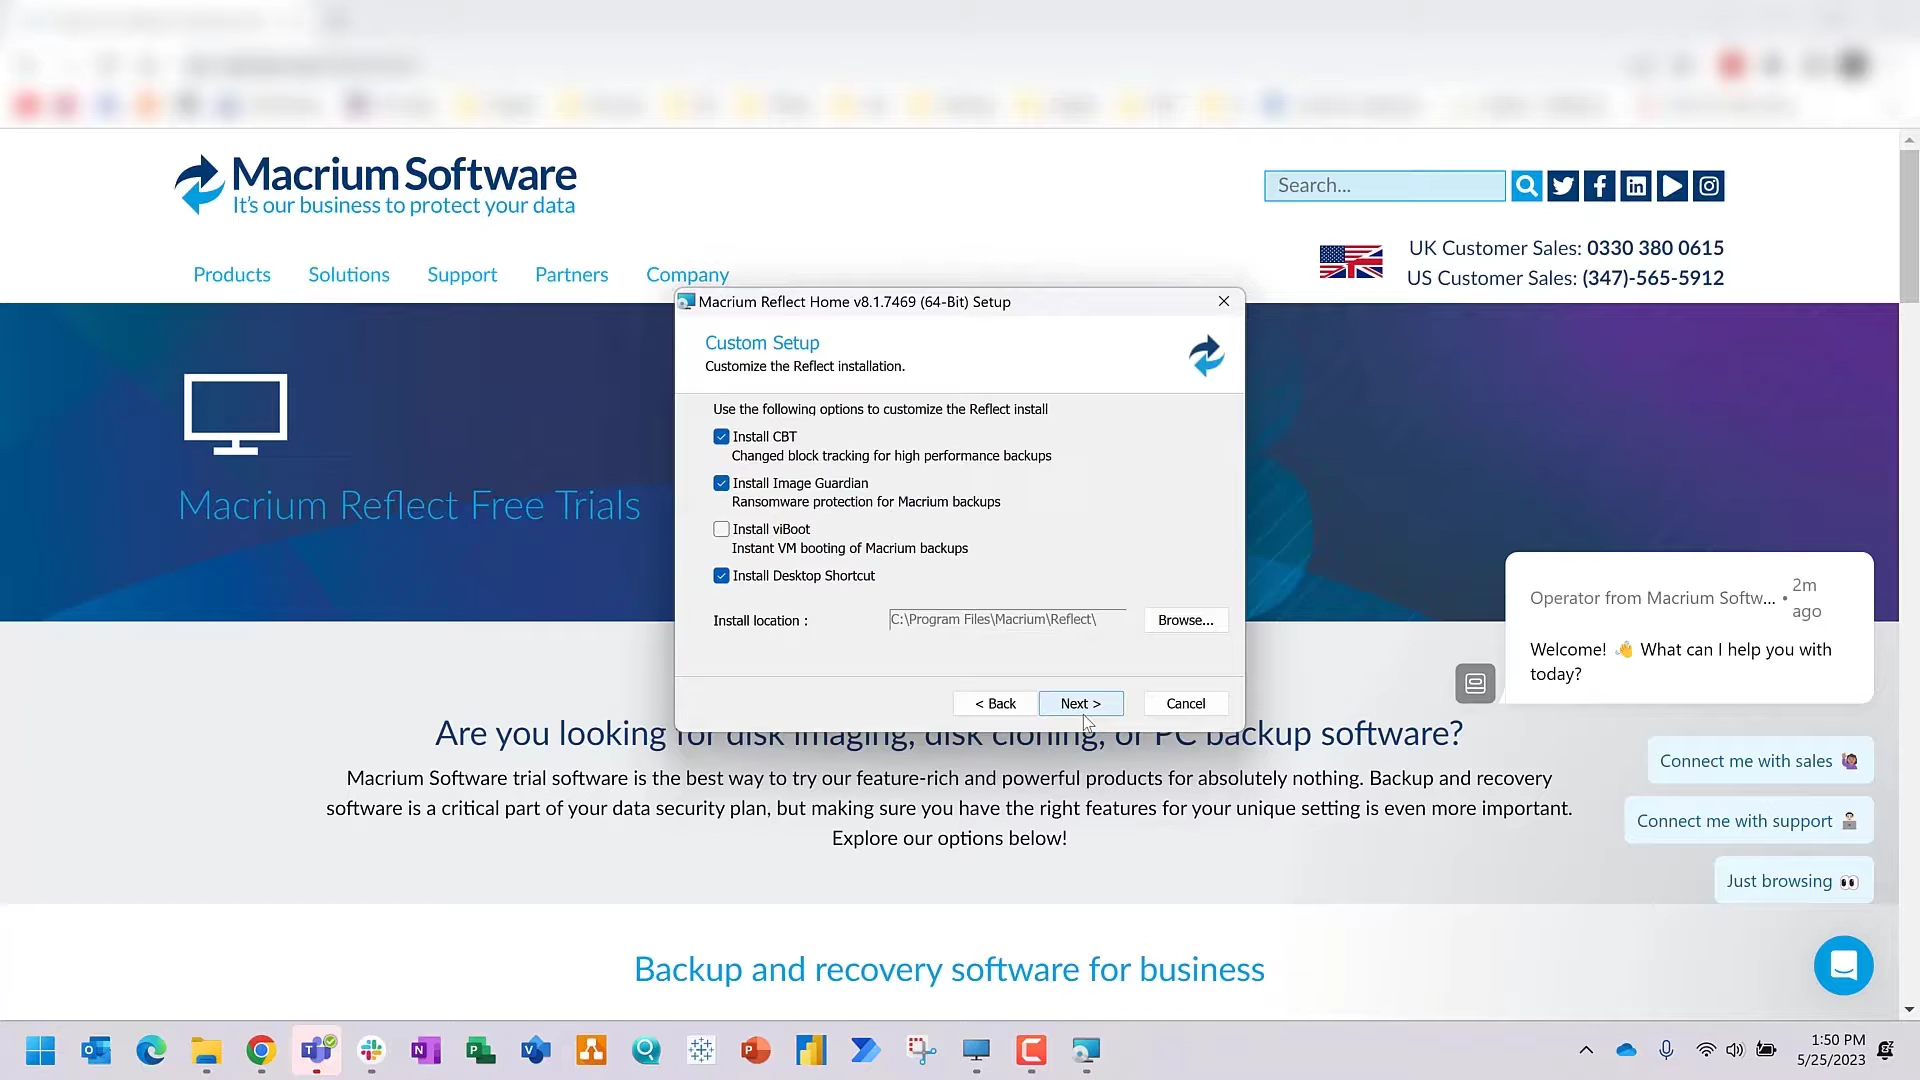 Macrium Software
It's our business to protect your data
Search...
UK Customer Sales: 0330 380 0615
US Customer Sales: (347)-565-5912
Products
Solutions
Support
Partners
Company
Macrium Reflect Free Trials
Macrium Reflect Home v8.1.7469 (64-Bit) Setup
Custom Setup
Customize the Reflect installation.
Use the following options to customize the Reflect install
Install CBT
Changed block tracking for high performance backups
Install Image Guardian
Ransomware protection for Macrium backups
Install viBoot
Instant VM booting of Macrium backups
Install Desktop Shortcut
Install location :
C:\Program Files\Macrium\Reflect\
Browse...
< Back
Next >
Cancel
Operator from Macrium Softw... • 2m
ago
Welcome! 👋 What can I help you with
today?
Connect me with sales 🙋🏾‍♀️
Connect me with support 👨🏻‍💻
Just browsing 👀
Are you looking for disk imaging, disk cloning, or PC backup software?
Macrium Software trial software is the best way to try our feature-rich and powerful products for absolutely nothing. Backup and recovery
software is a critical part of your data security plan, but making sure you have the right features for your unique setting is even more important.
Explore our options below!
Backup and recovery software for business
1:50 PM
5/25/2023